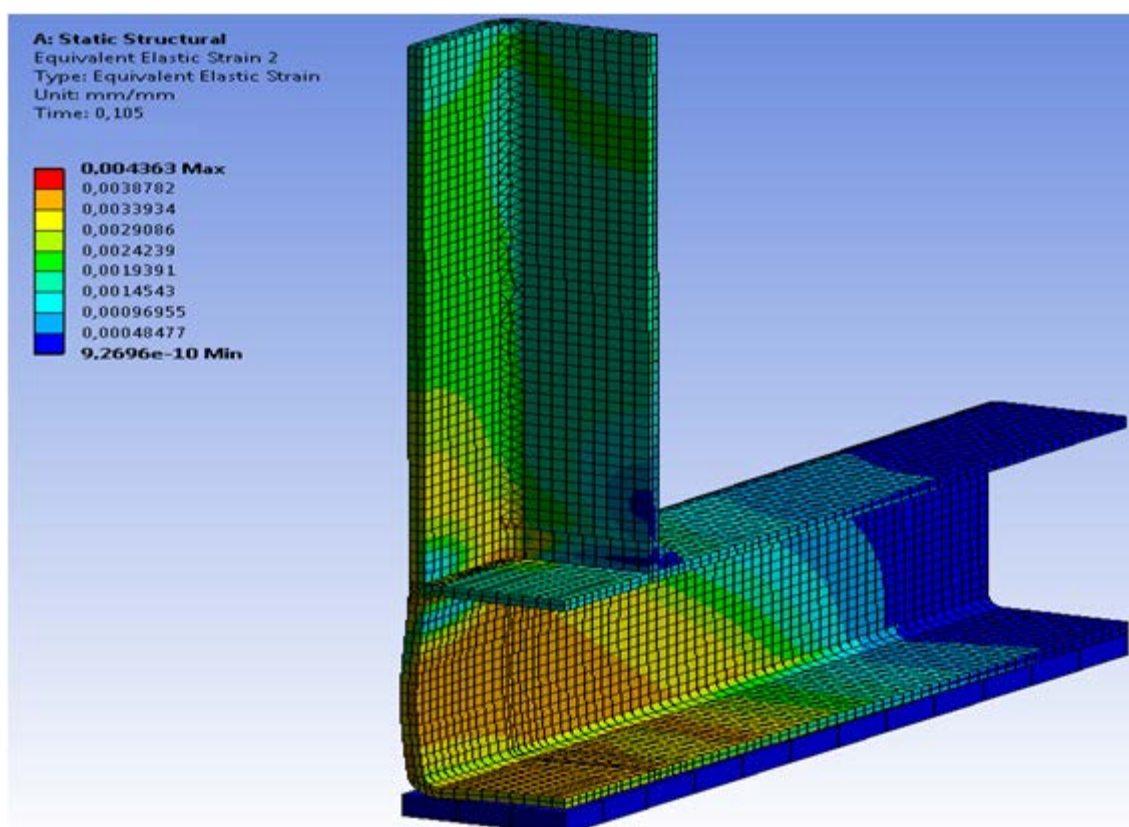 A: Static Structural
Equivalent Elastic Strain 2
Type: Equivalent Elastic Strain
Unit: mm/mm
Time: 0,105
0.004363 Max
0,0038782
0,0033934
0,0029086
0,0024239
0,0019391
0,0014543
0,00096955
0,00048477
9.2696e-10 Min